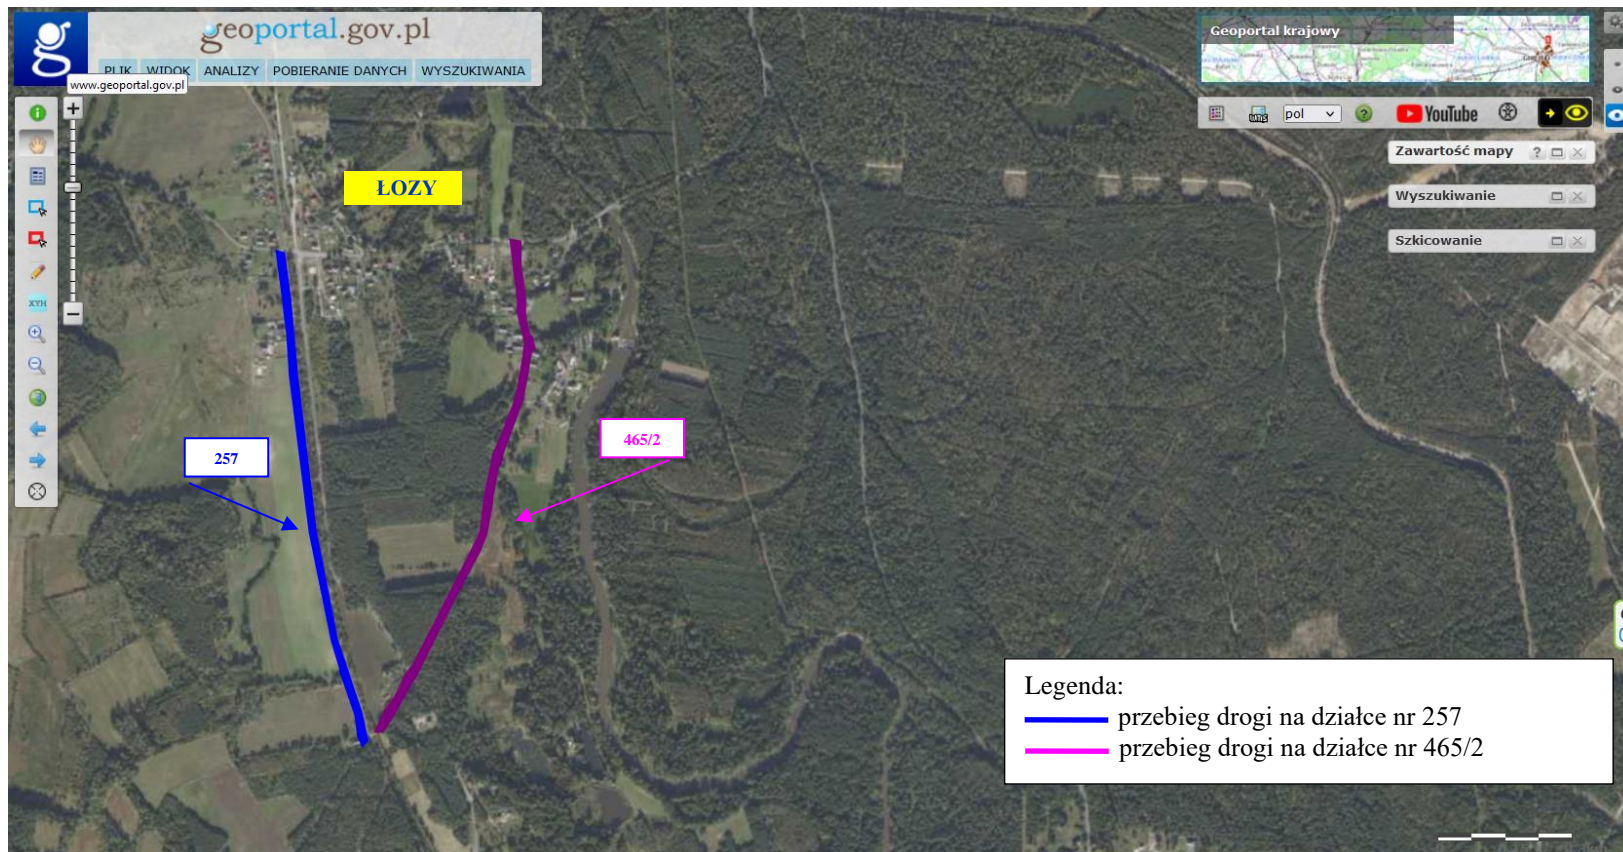 geoportal.gov.pl
Geoportal krajowy
PLIK WIDOK ANALIZY POBIERANIE DANYCH WYSZUKIWANIA
www.geoportal.gov.pl
pol
YouTube
Zawartość mapy
ŁOZY
Wyszukiwanie
Szkicowanie
XYH
465/2
257
Legenda:
przebieg drogi na działce nr 257
przebieg drogi na działce nr 465/2